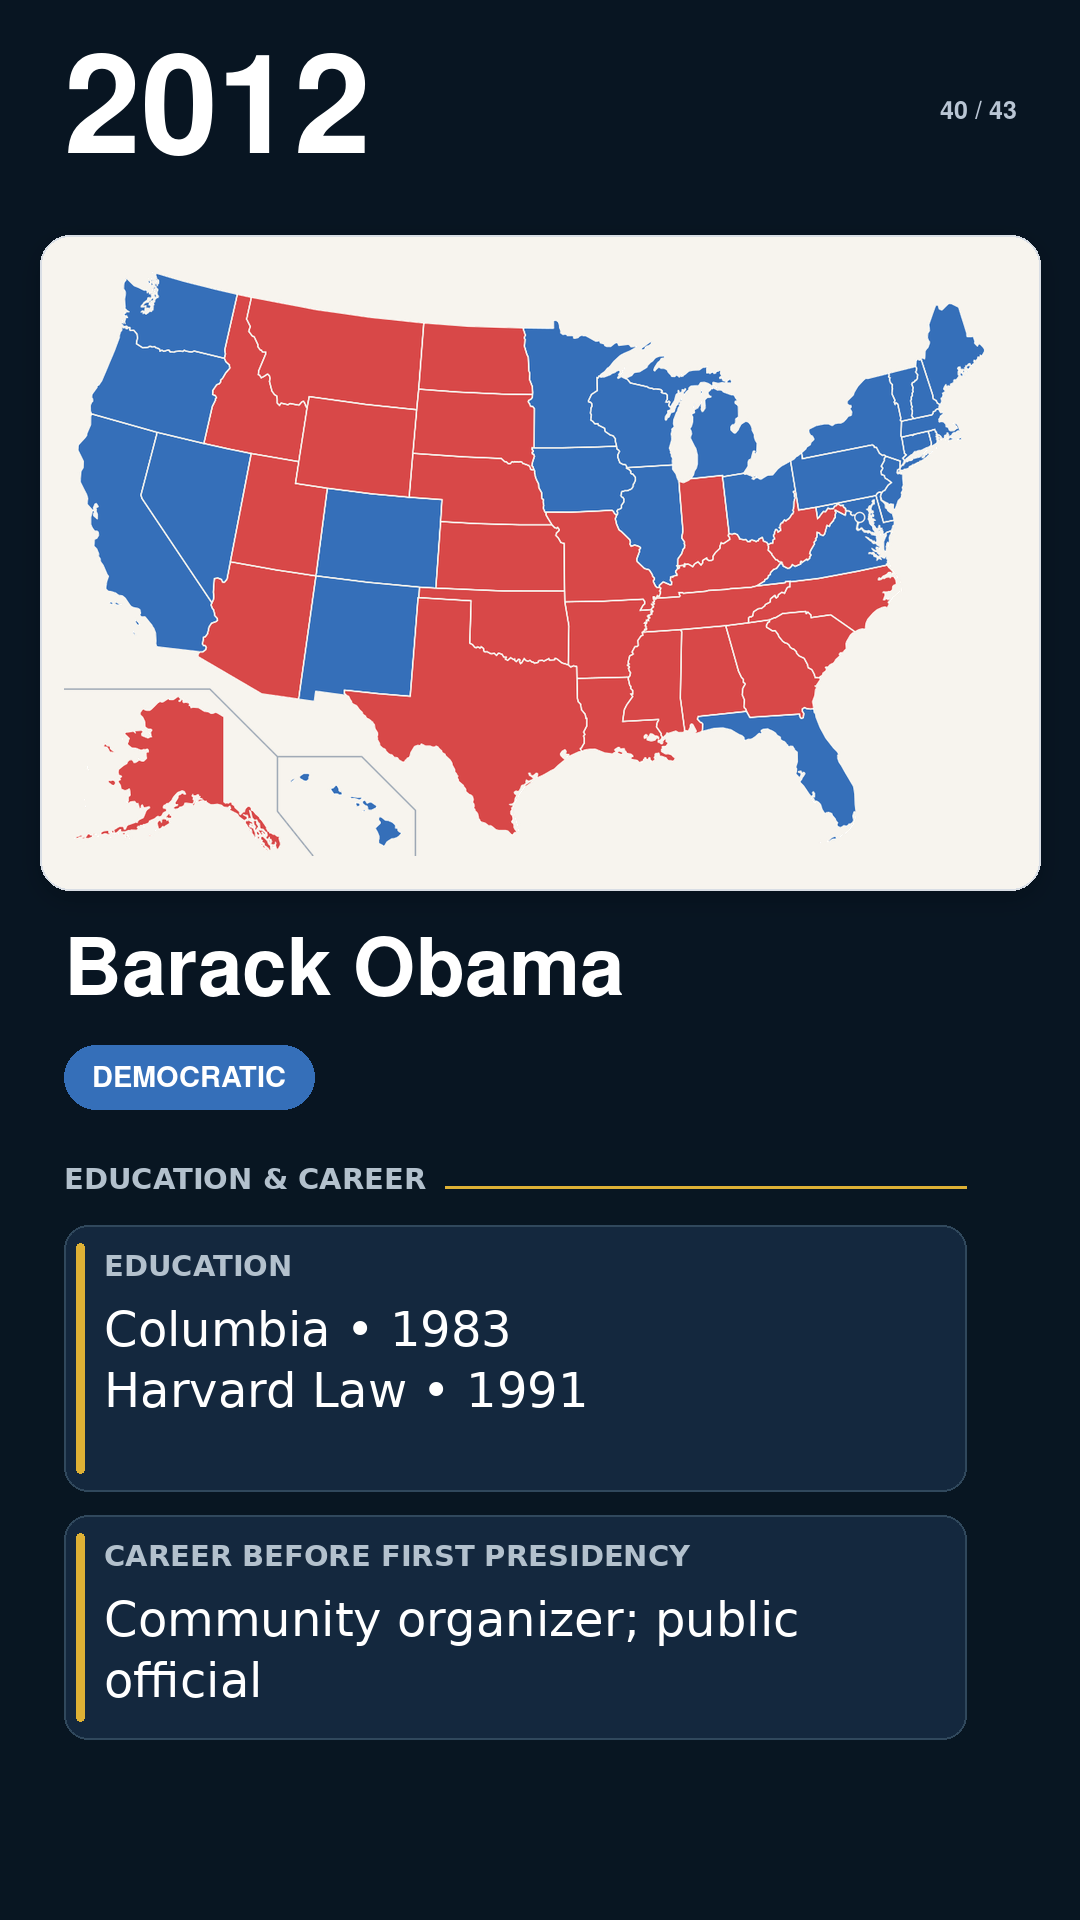 2012
40 / 43
Barack Obama
DEMOCRATIC
EDUCATION & CAREER
EDUCATION
Columbia • 1983
Harvard Law • 1991
CAREER BEFORE FIRST PRESIDENCY
Community organizer; public
official